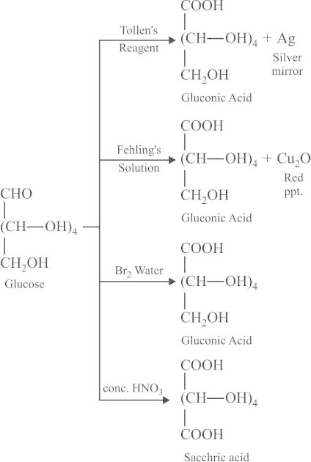 COOH
Tollen's
Reagent
(CH—OH)4 + Ag
Silver
mirror
CH2OH
Gluconic Acid
COOH
Fehling's
Solution
(CH—OH)4 + Cu2O
Red
ppt.
CH2OH
Gluconic Acid
CHO
(CH—OH)4
CH2OH
Glucose
COOH
Br2 Water
(CH—OH)4
CH2OH
Gluconic Acid
COOH
conc. HNO3
(CH—OH)4
COOH
Sacchric acid